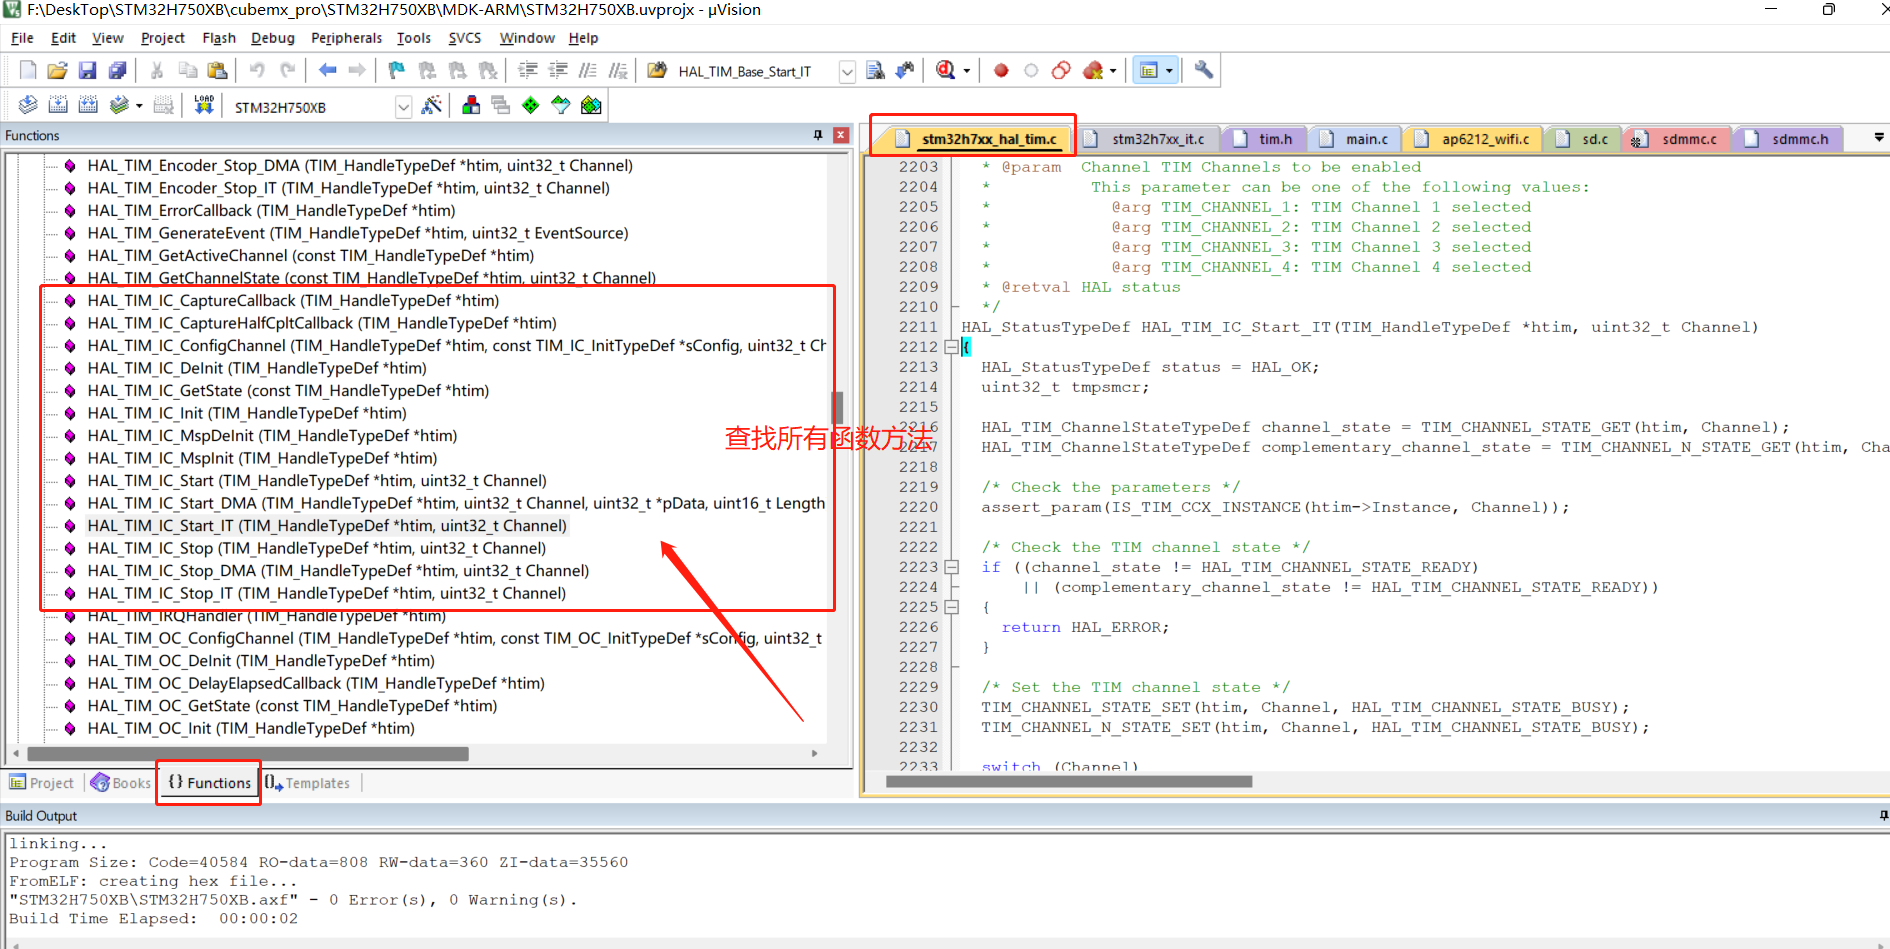 F:\DeskTop\STM32H750XB\cubemx_pro\STM32H750XB\MDK-ARM\STM32H750XB.uvprojx - µVision
File Edit View Project Flash Debug Peripherals Tools SVCS Window Help
HAL_TIM_Base_Start_IT
LOAD STM32H750XB
Functions
HAL_TIM_Encoder_Stop_DMA (TIM_HandleTypeDef *htim, uint32_t Channel)
HAL_TIM_Encoder_Stop_IT (TIM_HandleTypeDef *htim, uint32_t Channel)
HAL_TIM_ErrorCallback (TIM_HandleTypeDef *htim)
HAL_TIM_GenerateEvent (TIM_HandleTypeDef *htim, uint32_t EventSource)
HAL_TIM_GetActiveChannel (const TIM_HandleTypeDef *htim)
HAL_TIM_GetChannelState (const TIM_HandleTypeDef *htim, uint32_t Channel)
HAL_TIM_IC_CaptureCallback (TIM_HandleTypeDef *htim)
HAL_TIM_IC_CaptureHalfCpltCallback (TIM_HandleTypeDef *htim)
HAL_TIM_IC_ConfigChannel (TIM_HandleTypeDef *htim, const TIM_IC_InitTypeDef *sConfig, uint32_t Ch
HAL_TIM_IC_DeInit (TIM_HandleTypeDef *htim)
HAL_TIM_IC_GetState (const TIM_HandleTypeDef *htim)
HAL_TIM_IC_Init (TIM_HandleTypeDef *htim)
HAL_TIM_IC_MspDeInit (TIM_HandleTypeDef *htim)
HAL_TIM_IC_MspInit (TIM_HandleTypeDef *htim)
HAL_TIM_IC_Start (TIM_HandleTypeDef *htim, uint32_t Channel)
HAL_TIM_IC_Start_DMA (TIM_HandleTypeDef *htim, uint32_t Channel, uint32_t *pData, uint16_t Length
HAL_TIM_IC_Start_IT (TIM_HandleTypeDef *htim, uint32_t Channel)
HAL_TIM_IC_Stop (TIM_HandleTypeDef *htim, uint32_t Channel)
HAL_TIM_IC_Stop_DMA (TIM_HandleTypeDef *htim, uint32_t Channel)
HAL_TIM_IC_Stop_IT (TIM_HandleTypeDef *htim, uint32_t Channel)
HAL_TIM_IRQHandler (TIM_HandleTypeDef *htim)
HAL_TIM_OC_ConfigChannel (TIM_HandleTypeDef *htim, const TIM_OC_InitTypeDef *sConfig, uint32_t
HAL_TIM_OC_DeInit (TIM_HandleTypeDef *htim)
HAL_TIM_OC_DelayElapsedCallback (TIM_HandleTypeDef *htim)
HAL_TIM_OC_GetState (const TIM_HandleTypeDef *htim)
HAL_TIM_OC_Init (TIM_HandleTypeDef *htim)
查找所有函数方法
Project Books {} Functions Templates
stm32h7xx_hal_tim.c stm32h7xx_it.c tim.h main.c ap6212_wifi.c sd.c sdmmc.c sdmmc.h
2203 * @param Channel TIM Channels to be enabled
2204 * This parameter can be one of the following values:
2205 * @arg TIM_CHANNEL_1: TIM Channel 1 selected
2206 * @arg TIM_CHANNEL_2: TIM Channel 2 selected
2207 * @arg TIM_CHANNEL_3: TIM Channel 3 selected
2208 * @arg TIM_CHANNEL_4: TIM Channel 4 selected
2209 * @retval HAL status
2210 */
2211 HAL_StatusTypeDef HAL_TIM_IC_Start_IT(TIM_HandleTypeDef *htim, uint32_t Channel)
2212 {
2213 HAL_StatusTypeDef status = HAL_OK;
2214 uint32_t tmpsmcr;
2215
2216 HAL_TIM_ChannelStateTypeDef channel_state = TIM_CHANNEL_STATE_GET(htim, Channel);
2217 HAL_TIM_ChannelStateTypeDef complementary_channel_state = TIM_CHANNEL_N_STATE_GET(htim, Cha
2218
2219 /* Check the parameters */
2220 assert_param(IS_TIM_CCX_INSTANCE(htim->Instance, Channel));
2221
2222 /* Check the TIM channel state */
2223 if ((channel_state != HAL_TIM_CHANNEL_STATE_READY)
2224 || (complementary_channel_state != HAL_TIM_CHANNEL_STATE_READY))
2225 {
2226 return HAL_ERROR;
2227 }
2228
2229 /* Set the TIM channel state */
2230 TIM_CHANNEL_STATE_SET(htim, Channel, HAL_TIM_CHANNEL_STATE_BUSY);
2231 TIM_CHANNEL_N_STATE_SET(htim, Channel, HAL_TIM_CHANNEL_STATE_BUSY);
2232
2233 switch (Channel)
Build Output
linking...
Program Size: Code=40584 RO-data=808 RW-data=360 ZI-data=35560
FromELF: creating hex file...
"STM32H750XB\STM32H750XB.axf" - 0 Error(s), 0 Warning(s).
Build Time Elapsed: 00:00:02